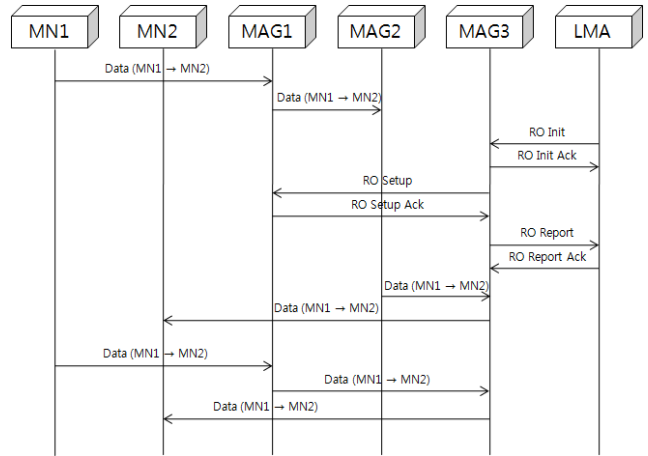 MN1 MN2 MAG1 MAG2 MAG3 LMA
Data (MN1 → MN2)
Data (MN1 → MN2)
RO Init
RO Init Ack
RO Setup
RO Setup Ack
RO Report
RO Report Ack
Data (MN1 → MN2)
Data (MN1 → MN2)
Data (MN1 → MN2)
Data (MN1 → MN2)
Data (MN1 → MN2)